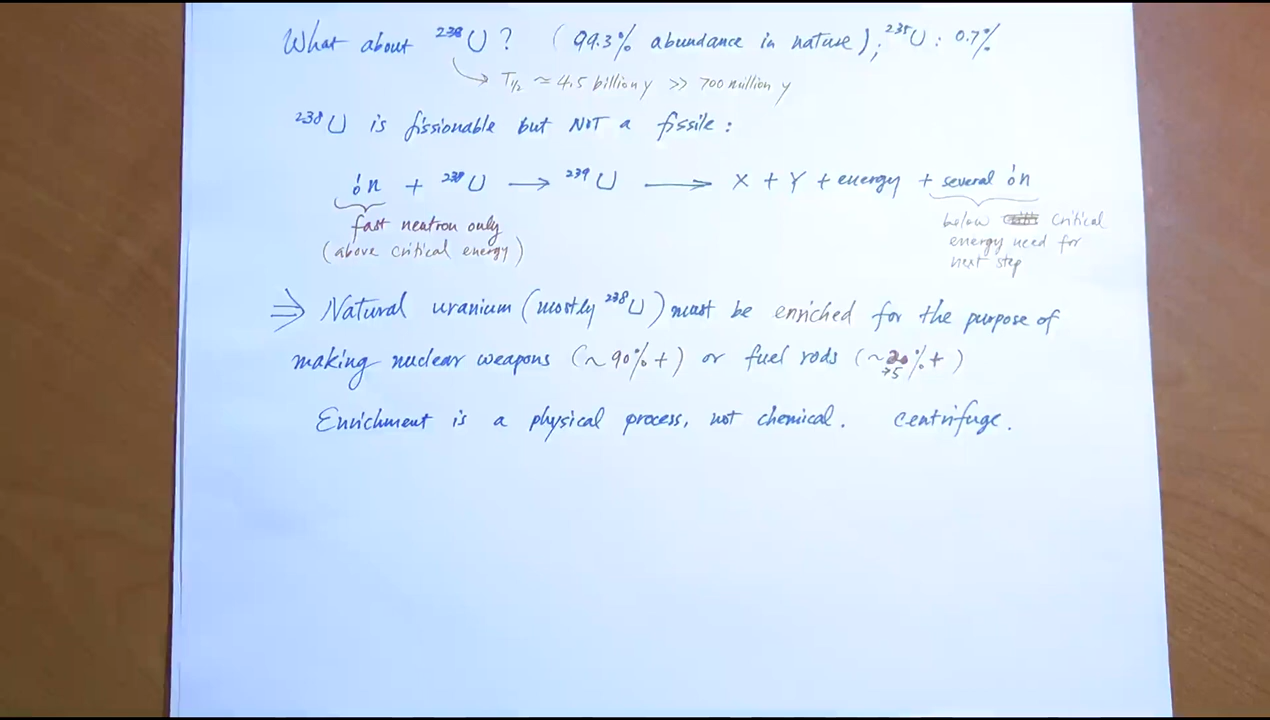 What about ²³⁸U ? (99.3% abundance in nature) ; ²³⁵U : 0.7%
→ T½ ≃ 4.5 billion y >> 700 million y
²³⁸U is fissionable but NOT a fissile :
¹₀n + ²³⁸U → ²³⁹U → X + Y + energy + several ¹₀n
fast neutron only
(above critical energy)
below critical
energy need for
next step
⇒ Natural uranium (mostly ²³⁸U) must be enriched for the purpose of
making nuclear weapons (~90%+) or fuel rods (~20%+)
→5
Enrichment is a physical process, not chemical. Centrifuge.